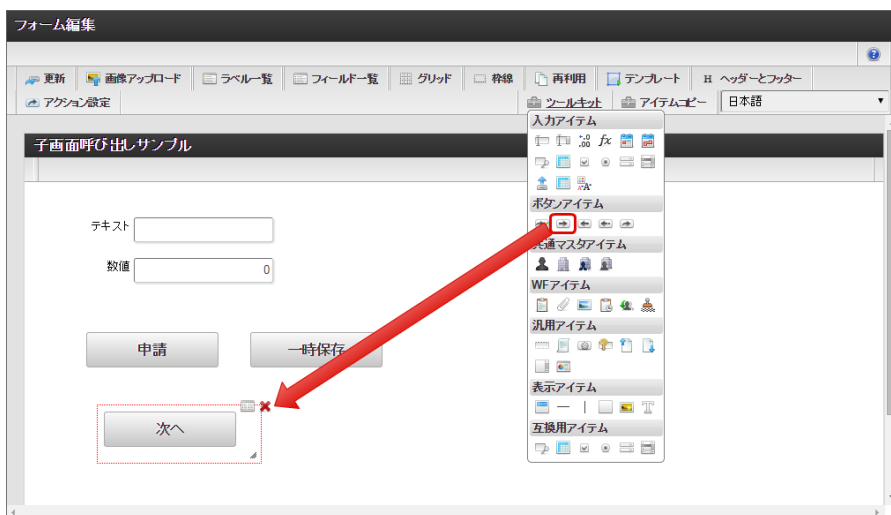 フォーム編集
更新 画像アップロード ラベル一覧 フィールド一覧 グリッド 枠線 再利用 テンプレート H ヘッダーとフッター
アクション設定 ツールキット アイテムコピー 日本語
入力アイテム
子画面呼び出しサンプル
ボタンアイテム
テキスト
共通マスタアイテム
数値 0
WFアイテム
汎用アイテム
申請 一時保存
表示アイテム
次へ
互換用アイテム